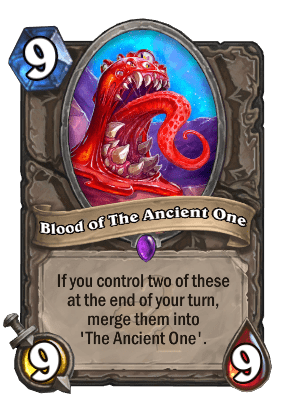 9
Blood of The Ancient One
If you control two of these
at the end of your turn,
merge them into
'The Ancient One'.
9
9